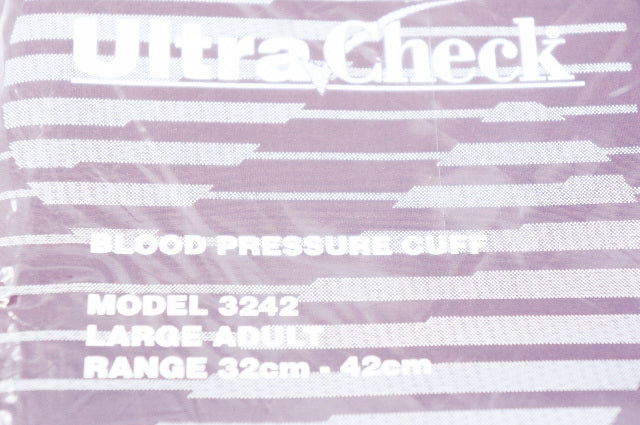 UltraCheck
BLOOD PRESSURE CUFF
MODEL 3242
LARGE ADULT
RANGE 32cm - 42cm